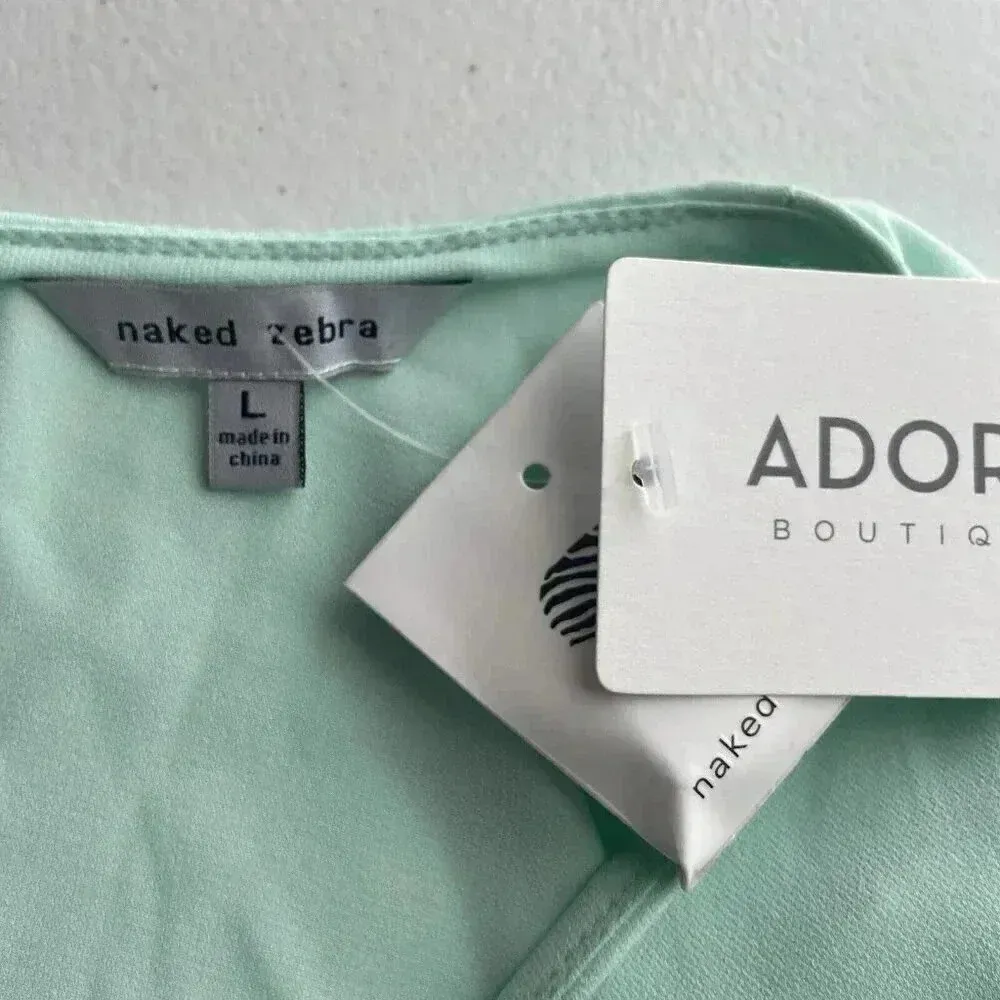 naked zebra
L
made in
china
ADOR
BOUTIQ
naked